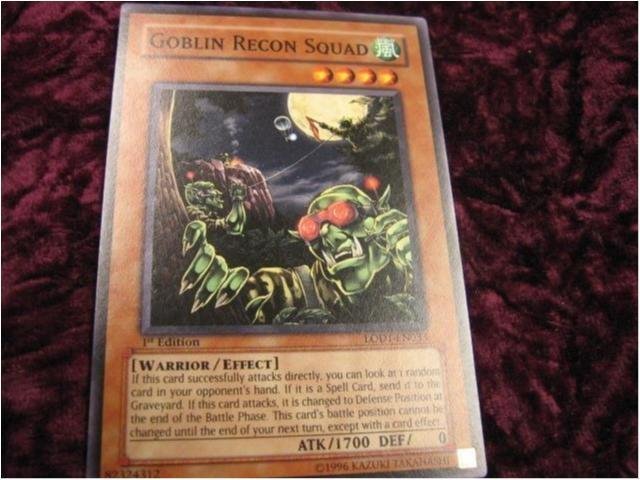 GOBLIN RECON SQUAD 風
1st Edition
[WARRIOR/EFFECT]
If this card successfully attacks directly, you can look at 1 random
card in your opponent's hand. If it is a Spell Card, send it to the
Graveyard. If this card attacks, it is changed to Defense Position at
the end of the Battle Phase. This card's battle position cannot be
changed until the end of your next turn, except with a card effect.
ATK/1700 DEF/ 0
82324312 ©1996 KAZUKI TAKAHASHI